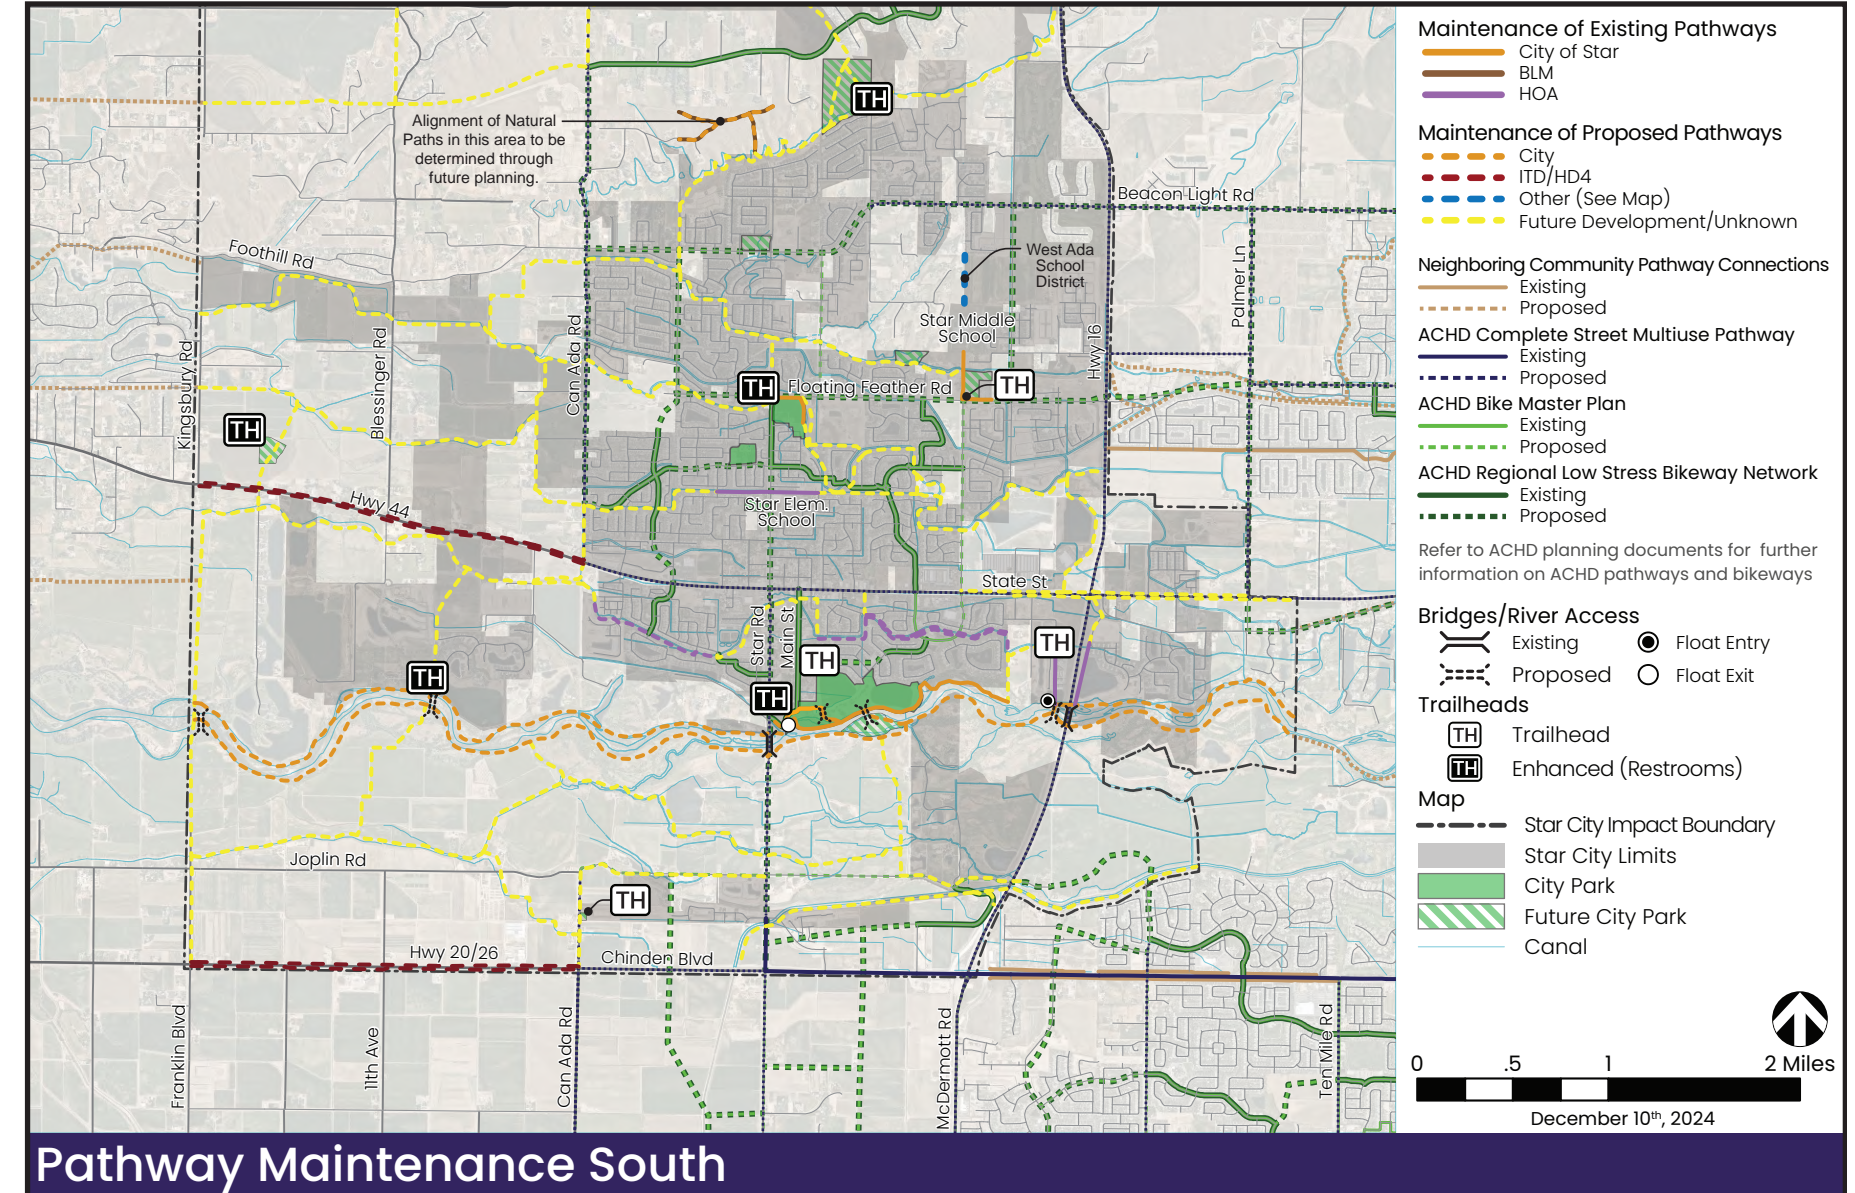 Alignment of Natural
Paths in this area to be
determined through
future planning.
TH
Beacon Light Rd
Foothill Rd
West Ada
School
District
Palmer Ln
Star Middle
School
Hwy 16
Can Ada Rd
Blessinger Rd
Kingsbury Rd
TH
Floating Feather Rd
TH
TH
Hwy 44
Star Elem.
School
State St
Star Rd
Main St
TH
TH
TH
TH
Joplin Rd
TH
Hwy 20/26
Chinden Blvd
Franklin Blvd
11th Ave
Can Ada Rd
McDermott Rd
Ten Mile Rd
Maintenance of Existing Pathways
City of Star
BLM
HOA
Maintenance of Proposed Pathways
City
ITD/HD4
Other (See Map)
Future Development/Unknown
Neighboring Community Pathway Connections
Existing
Proposed
ACHD Complete Street Multiuse Pathway
Existing
Proposed
ACHD Bike Master Plan
Existing
Proposed
ACHD Regional Low Stress Bikeway Network
Existing
Proposed
Refer to ACHD planning documents for further
information on ACHD pathways and bikeways
Bridges/River Access
Existing
Float Entry
Proposed
Float Exit
Trailheads
TH Trailhead
TH Enhanced (Restrooms)
Map
Star City Impact Boundary
Star City Limits
City Park
Future City Park
Canal
0 .5 1 2 Miles
December 10th, 2024
Pathway Maintenance South